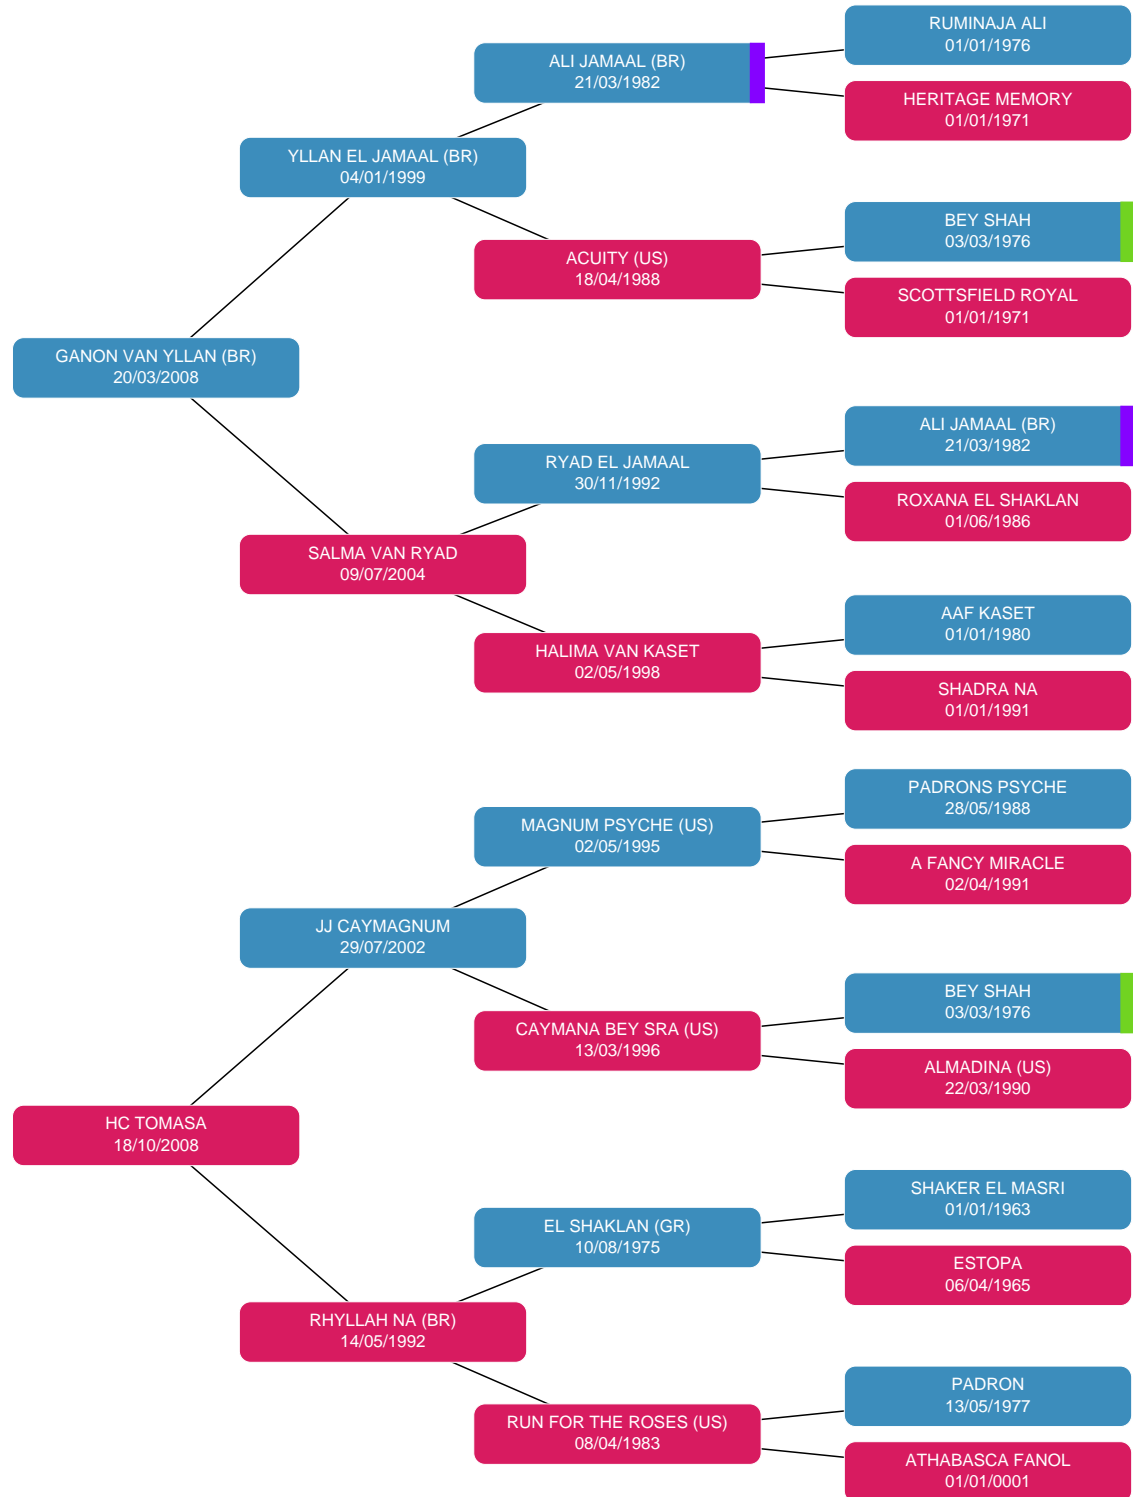 RUMINAJA ALI
01/01/1976
ALI JAMAAL (BR)
21/03/1982
HERITAGE MEMORY
01/01/1971
YLLAN EL JAMAAL (BR)
04/01/1999
BEY SHAH
03/03/1976
ACUITY (US)
18/04/1988
SCOTTSFIELD ROYAL
01/01/1971
GANON VAN YLLAN (BR)
20/03/2008
ALI JAMAAL (BR)
21/03/1982
RYAD EL JAMAAL
30/11/1992
ROXANA EL SHAKLAN
01/06/1986
SALMA VAN RYAD
09/07/2004
AAF KASET
01/01/1980
HALIMA VAN KASET
02/05/1998
SHADRA NA
01/01/1991
PADRONS PSYCHE
28/05/1988
MAGNUM PSYCHE (US)
02/05/1995
A FANCY MIRACLE
02/04/1991
JJ CAYMAGNUM
29/07/2002
BEY SHAH
03/03/1976
CAYMANA BEY SRA (US)
13/03/1996
ALMADINA (US)
22/03/1990
HC TOMASA
18/10/2008
SHAKER EL MASRI
01/01/1963
EL SHAKLAN (GR)
10/08/1975
ESTOPA
06/04/1965
RHYLLAH NA (BR)
14/05/1992
PADRON
13/05/1977
RUN FOR THE ROSES (US)
08/04/1983
ATHABASCA FANOL
01/01/0001